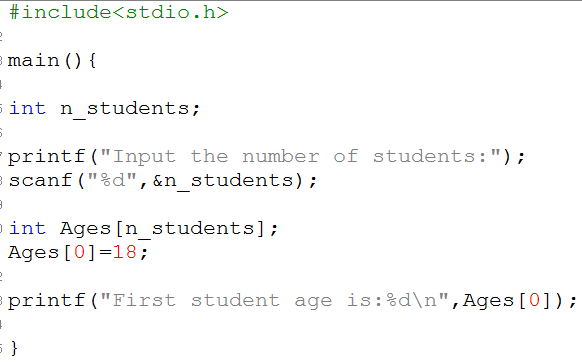 #include<stdio.h>
main(){
int n_students;
printf("Input the number of students:");
scanf("%d",&n_students);
int Ages[n_students];
Ages[0]=18;
printf("First student age is:%d\n",Ages[0]);
}